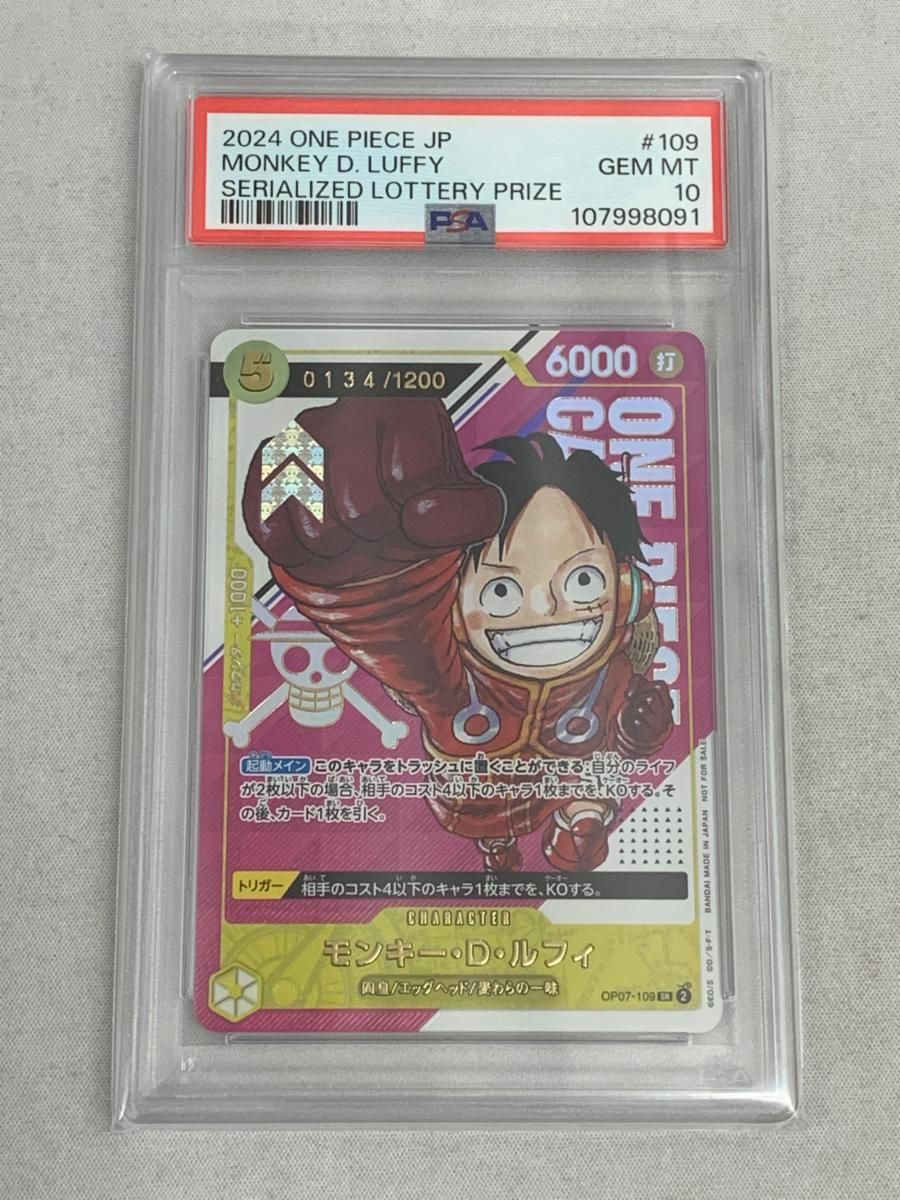 2024 ONE PIECE JP
#109
MONKEY D. LUFFY
GEM MT
SERIALIZED LOTTERY PRIZE
10
PSA
107998091
5
0134/1200
6000
打
ONE PIECE
カウンター +1000
起動メイン このキャラをトラッシュに置くことができる:自分のライフ
が2枚以下の場合、相手のコスト4以下のキャラ1枚までを、KOする。そ
の後、カード1枚を引く。
トリガー 相手のコスト4以下のキャラ1枚までを、KOする。
CHARACTER
モンキー・D・ルフィ
四皇/エッグヘッド/麦わらの一味
OP07-109 SR 2
©EO/S ©O/S・F・T BANDAI MADE IN JAPAN NOT FOR SALE